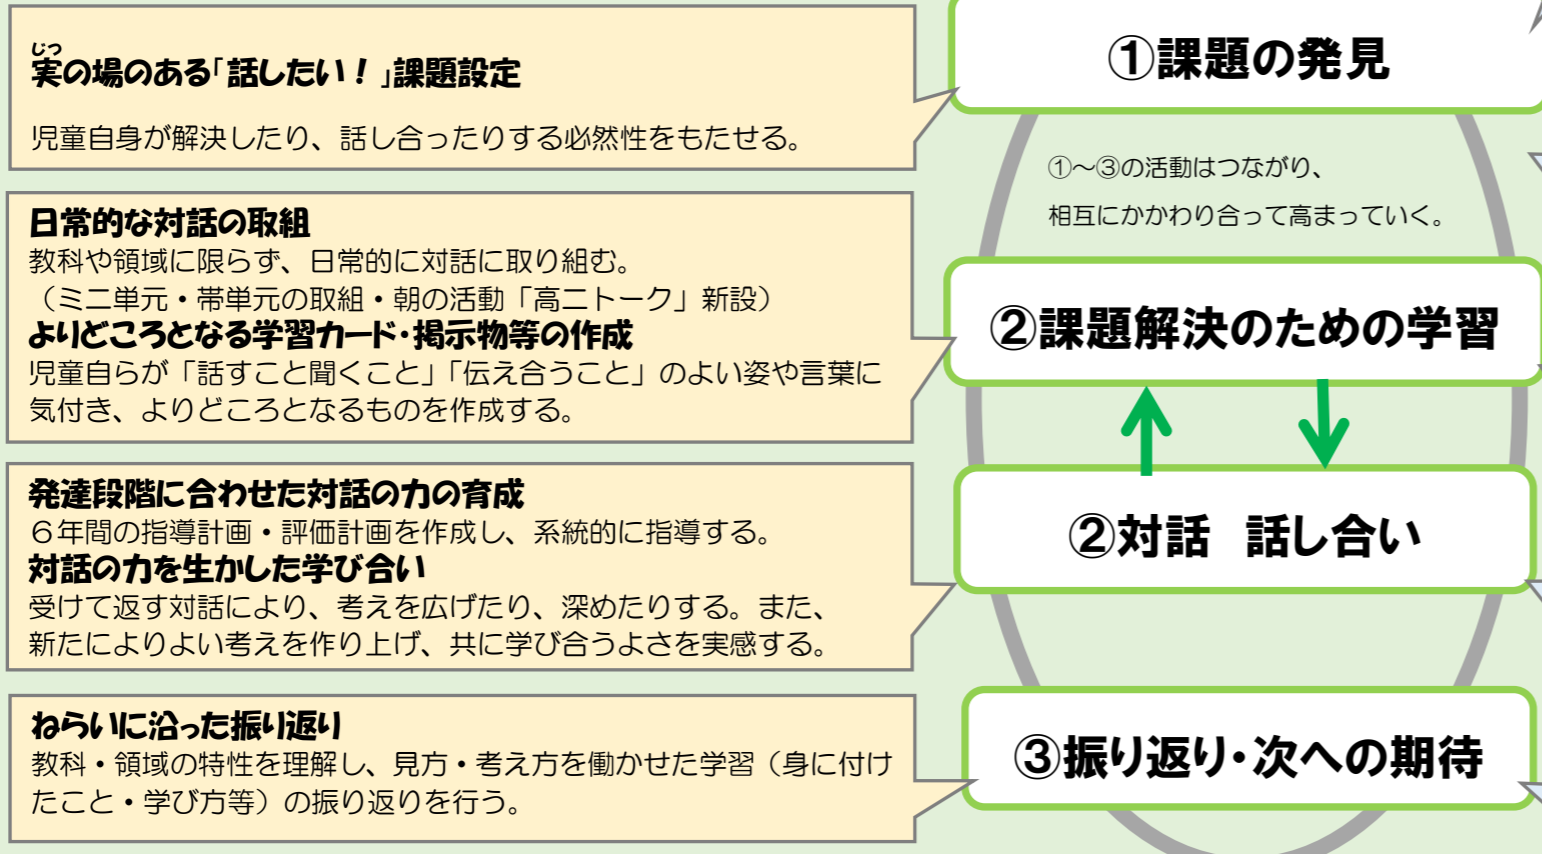 じつ
実の場のある「話したい！」課題設定
児童自身が解決したり、話し合ったりする必然性をもたせる。
日常的な対話の取組
教科や領域に限らず、日常的に対話に取り組む。
（ミニ単元・帯単元の取組・朝の活動「高二トーク」新設）
よりどころとなる学習カード・掲示物等の作成
児童自らが「話すこと聞くこと」「伝え合うこと」のよい姿や言葉に
気付き、よりどころとなるものを作成する。
発達段階に合わせた対話の力の育成
６年間の指導計画・評価計画を作成し、系統的に指導する。
対話の力を生かした学び合い
受けて返す対話により、考えを広げたり、深めたりする。また、
新たによりよい考えを作り上げ、共に学び合うよさを実感する。
ねらいに沿った振り返り
教科・領域の特性を理解し、見方・考え方を働かせた学習（身に付け
たこと・学び方等）の振り返りを行う。
①課題の発見
①～③の活動はつながり、
相互にかかわり合って高まっていく。
②課題解決のための学習
②対話　話し合い
③振り返り・次への期待